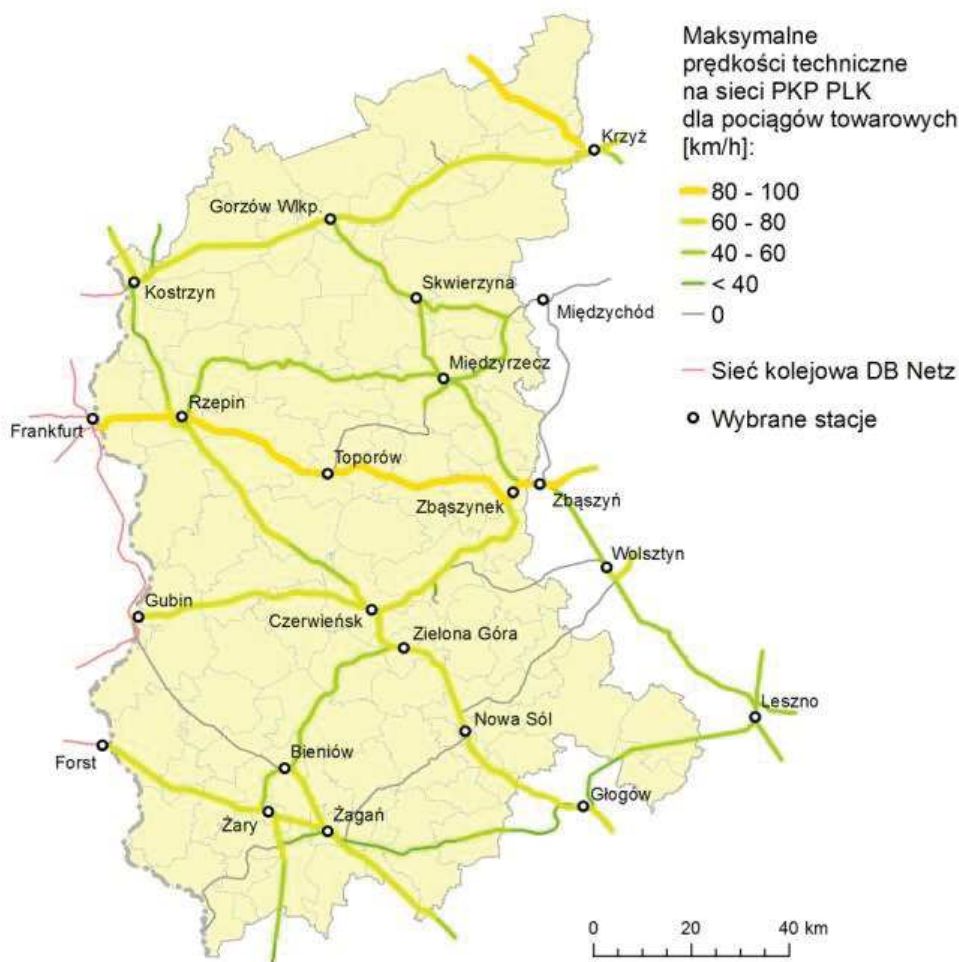 Maksymalne
prędkości techniczne
na sieci PKP PLK
dla pociągów towarowych
[km/h]:
80 - 100
60 - 80
40 - 60
< 40
0
Sieć kolejowa DB Netz
Wybrane stacje
Krzyż
Gorzów Wlkp.
Kostrzyn
Skwierzyna
Międzychód
Międzyrzecz
Rzepin
Frankfurt
Toporów
Zbąszynek
Zbąszyń
Wolsztyn
Gubin
Czerwieńsk
Zielona Góra
Leszno
Nowa Sól
Forst
Bieniów
Głogów
Żary
Żagań
0 20 40 km